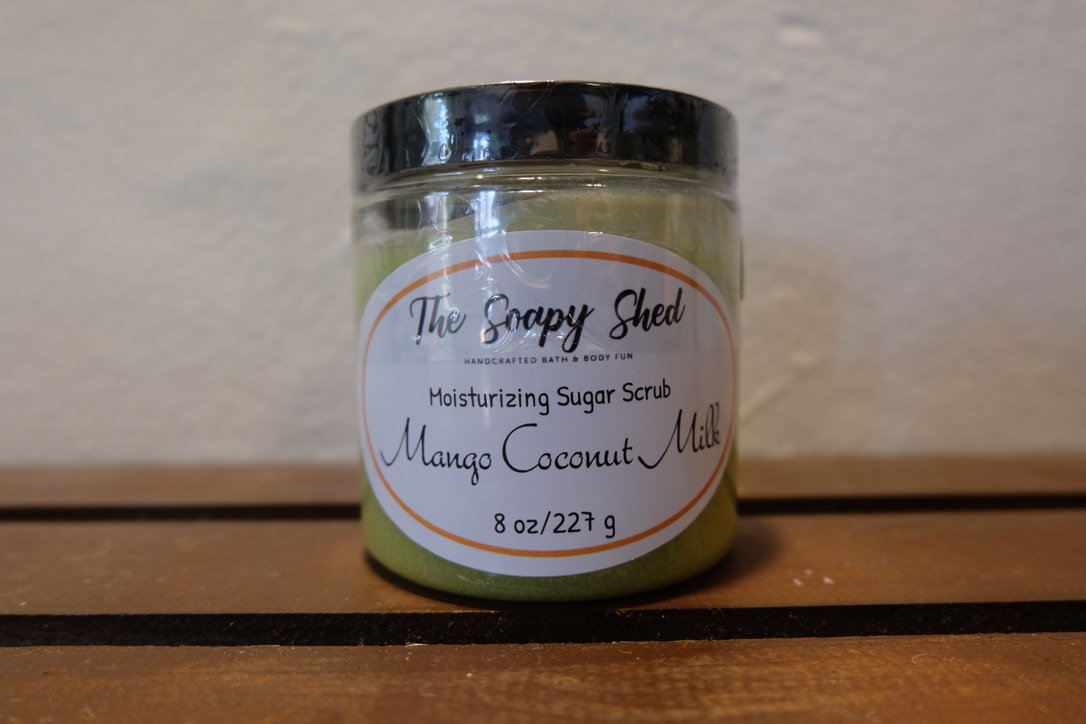 The Soapy Shed
HANDCRAFTED BATH & BODY FUN
Moisturizing Sugar Scrub
Mango Coconut Milk
8 oz/227 g